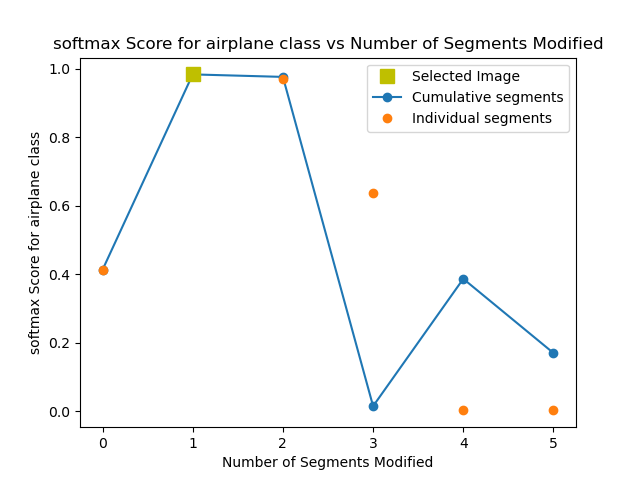 softmax Score for airplane class vs Number of Segments Modified
Selected Image
Cumulative segments
Individual segments
softmax Score for airplane class
1.0
0.8
0.6
0.4
0.2
0.0
0 1 2 3 4 5
Number of Segments Modified